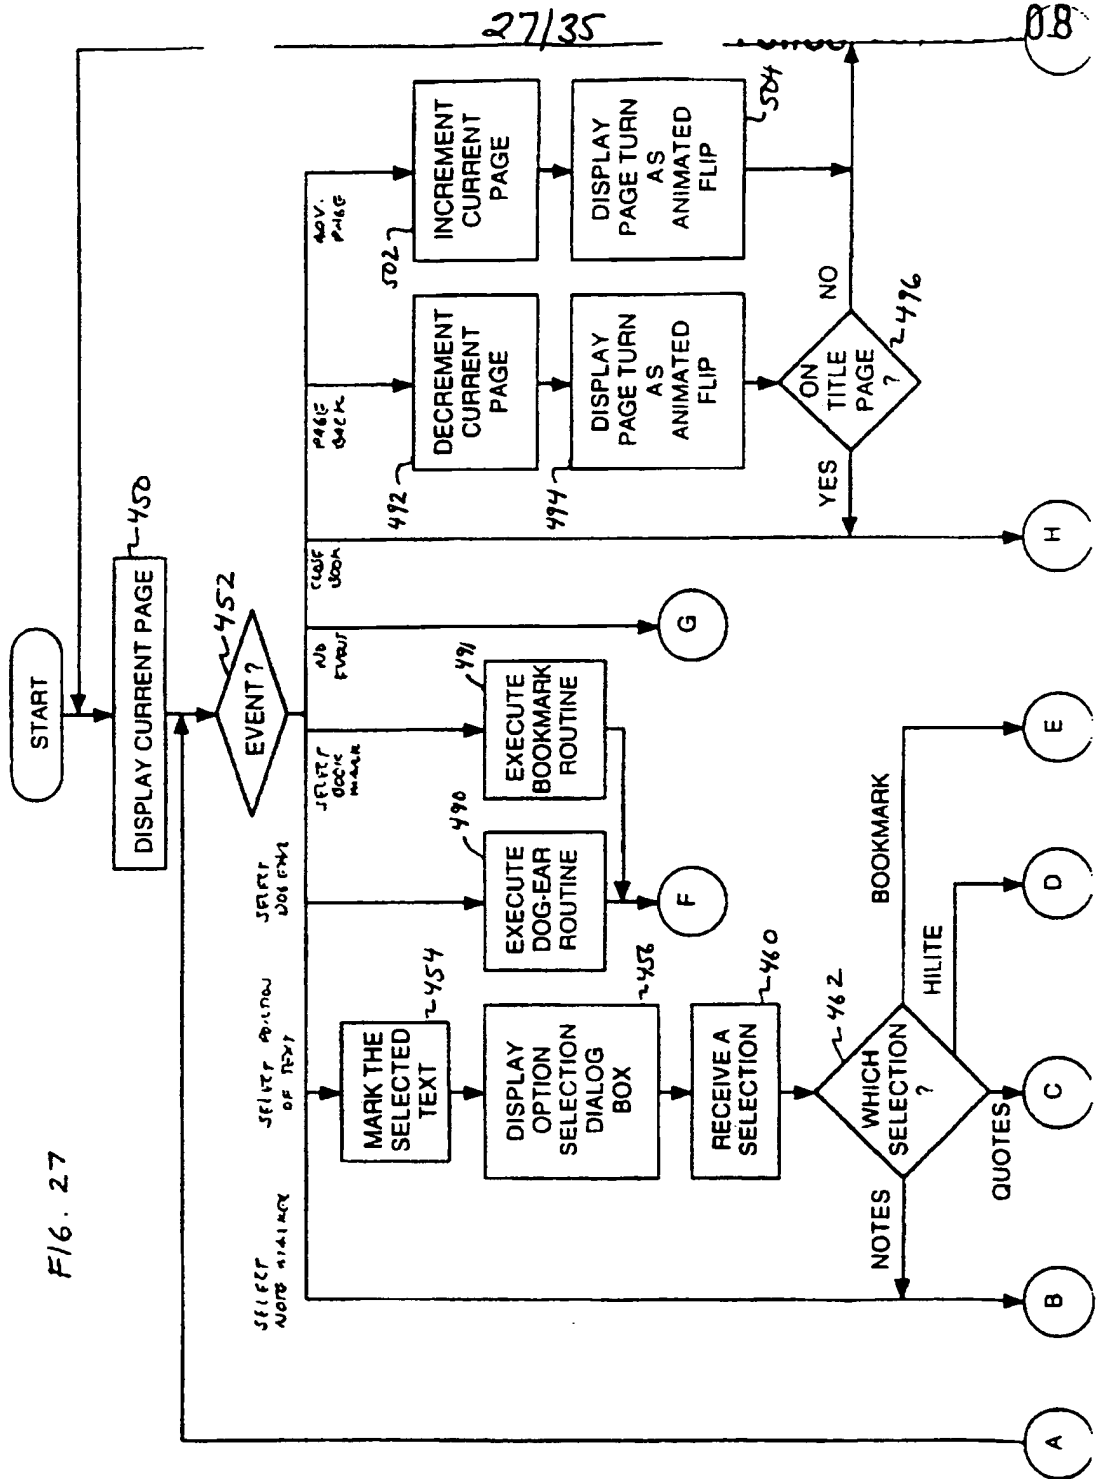 27/35
08
FIG. 27
START
DISPLAY CURRENT PAGE
450
EVENT?
452
SELECT
NOTE MARKER
SELECT PORTION
OF TEXT
SELECT
DOG EAR
SELECT
BOOK
MARK
NO
EVENT
CLOSE
BOOK
PAGE
BACK
ADV.
PAGE
MARK THE
SELECTED
TEXT
454
DISPLAY
OPTION
SELECTION
DIALOG
BOX
456
RECEIVE A
SELECTION
460
WHICH
SELECTION
?
462
NOTES
QUOTES
HILITE
BOOKMARK
EXECUTE
DOG-EAR
ROUTINE
490
EXECUTE
BOOKMARK
ROUTINE
491
DECREMENT
CURRENT
PAGE
492
DISPLAY
PAGE TURN
AS
ANIMATED
FLIP
494
ON
TITLE
PAGE
?
496
YES
NO
INCREMENT
CURRENT
PAGE
502
DISPLAY
PAGE TURN
AS
ANIMATED
FLIP
504
F
G
A
B
C
D
E
H